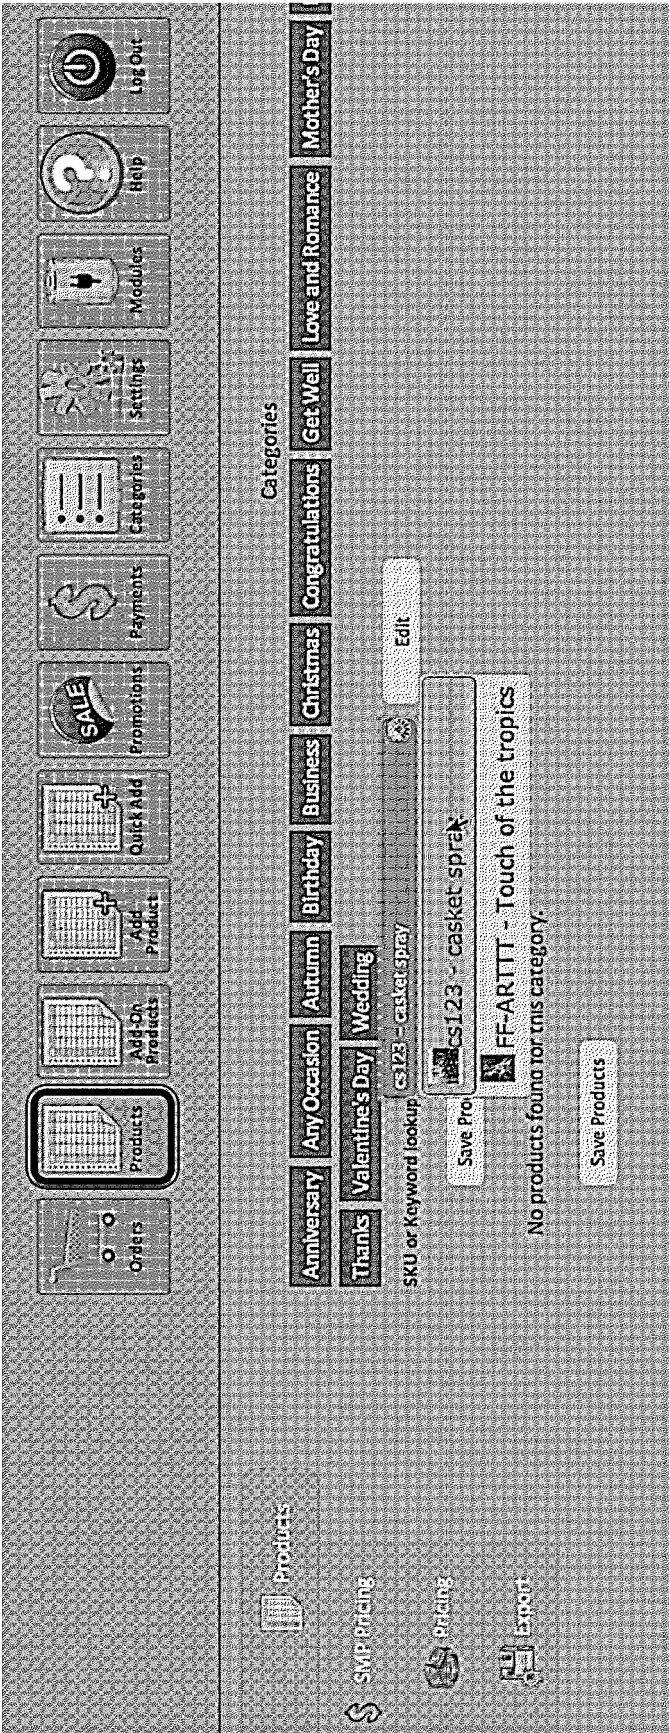 Orders
Products
Add-On Products
Add Product
Quick Add
Promotions
SALE
Payments
Categories
Settings
Modules
Help
Log Out
Products
SMP Pricing
Pricing
Export
Categories
Anniversary Any Occasion Autumn Birthday Business Christmas Congratulations Get Well Love and Romance Mother's Day
Thanks Valentine's Day Wedding
SKU or Keyword lookup cs123 - casket spray Edit
cs123 - casket spray
Save Pro
FF-ARTTT - Touch of the tropics
No products found for this category.
Save Products